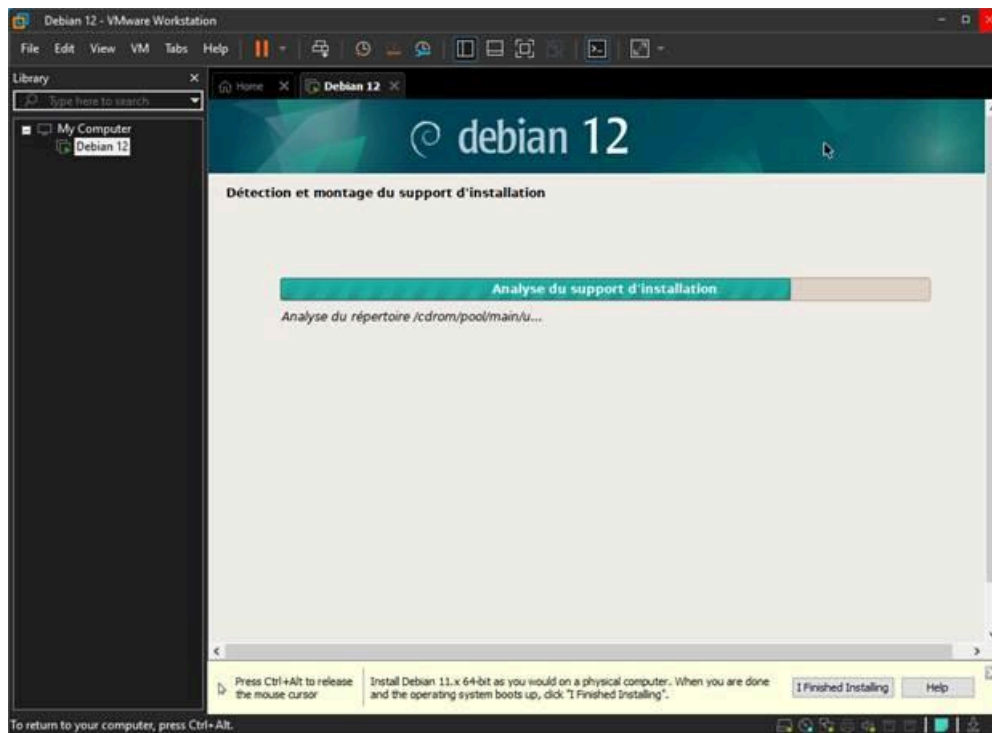 Debian 12 - VMware Workstation
File Edit View VM Tabs Help
Library
Type here to search
My Computer
Debian 12
Home
Debian 12
debian 12
Détection et montage du support d'installation
Analyse du support d'installation
Analyse du répertoire /cdrom/pool/main/u...
Press Ctrl+Alt to release
the mouse cursor
Install Debian 11.x 64-bit as you would on a physical computer. When you are done
and the operating system boots up, click "I Finished Installing".
I Finished Installing
Help
To return to your computer, press Ctrl+Alt.